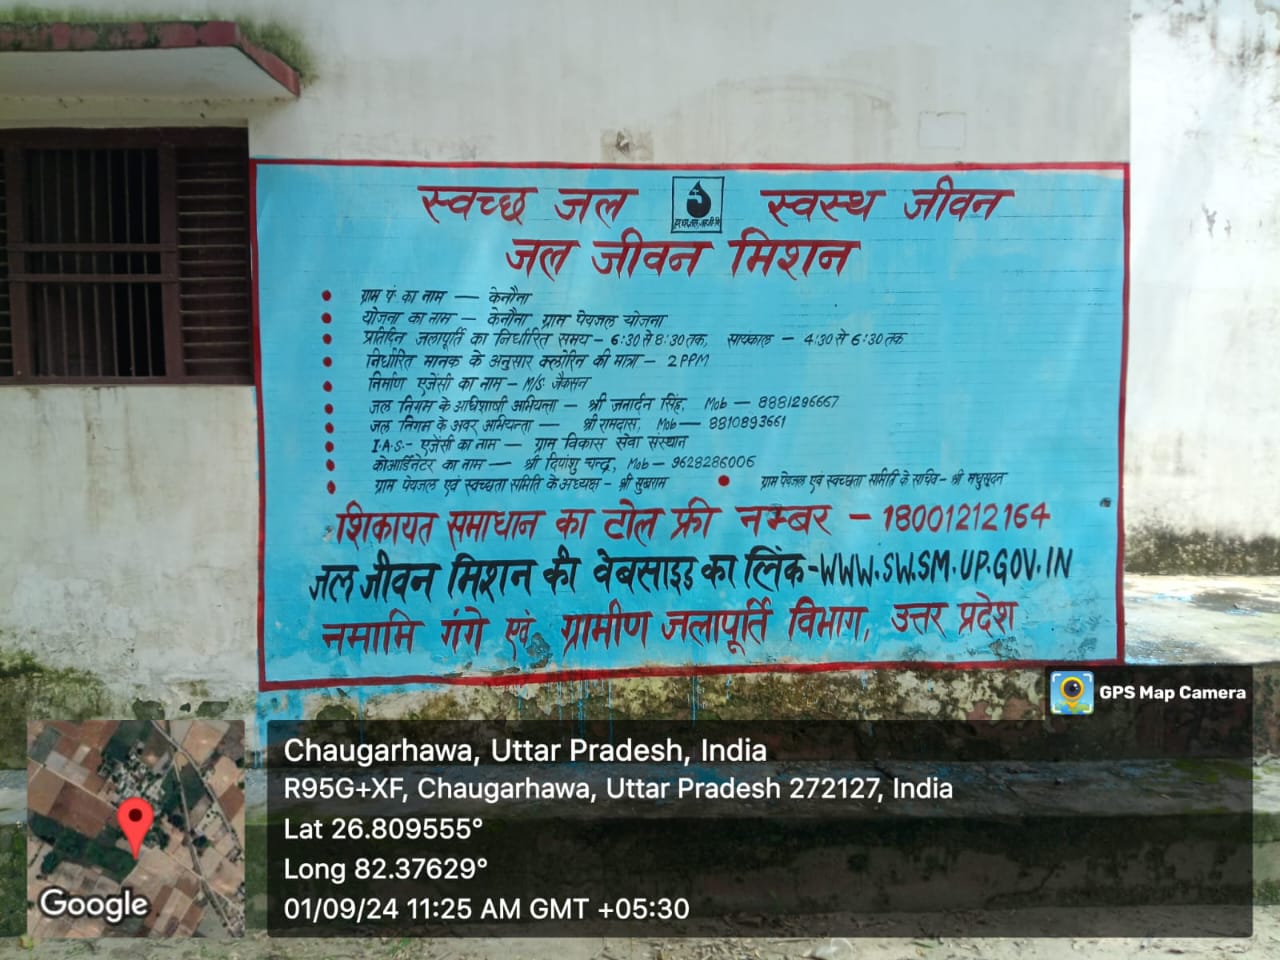 स्वच्छ जल स्वस्थ जीवन
जल जीवन मिशन
ग्राम पं. का नाम — केनौना
योजना का नाम — केनौना ग्राम पेयजल योजना
प्रतिदिन जलापूर्ति का निर्धारित समय - 6:30 से 8:30 तक, सायंकाल - 4:30 से 6:30 तक
निर्धारित मानक के अनुसार क्लोरिन की मात्रा - 2 PPM
निर्माण एजेंसी का नाम - M/S. जैक्सन
जल निगम के अधिशाषी अभियन्ता — श्री जनार्दन सिंह, Mob — 8881296667
जल निगम के अवर अभियन्ता — श्री रामदास, Mob — 8810893661
I.A.S.- एजेंसी का नाम — ग्राम विकास सेवा संस्थान
कोआर्डिनेटर का नाम — श्री दिपांशु चन्द्र, Mob - 9628286006
ग्राम पेयजल एवं स्वच्छता समिति के अध्यक्ष - श्री सुबराम ग्राम पेयजल एवं स्वच्छता समिति के सचिव - श्री मधुसूदन
शिकायत समाधान का टोल फ्री नम्बर - 18001212164
जल जीवन मिशन की वेबसाइड का लिंक-WWW.SWSM.UP.GOV.IN
नमामि गंगे एवं ग्रामीण जलापूर्ति विभाग, उत्तर प्रदेश
GPS Map Camera
Chaugarhawa, Uttar Pradesh, India
R95G+XF, Chaugarhawa, Uttar Pradesh 272127, India
Lat 26.809555°
Long 82.37629°
01/09/24 11:25 AM GMT +05:30
Google